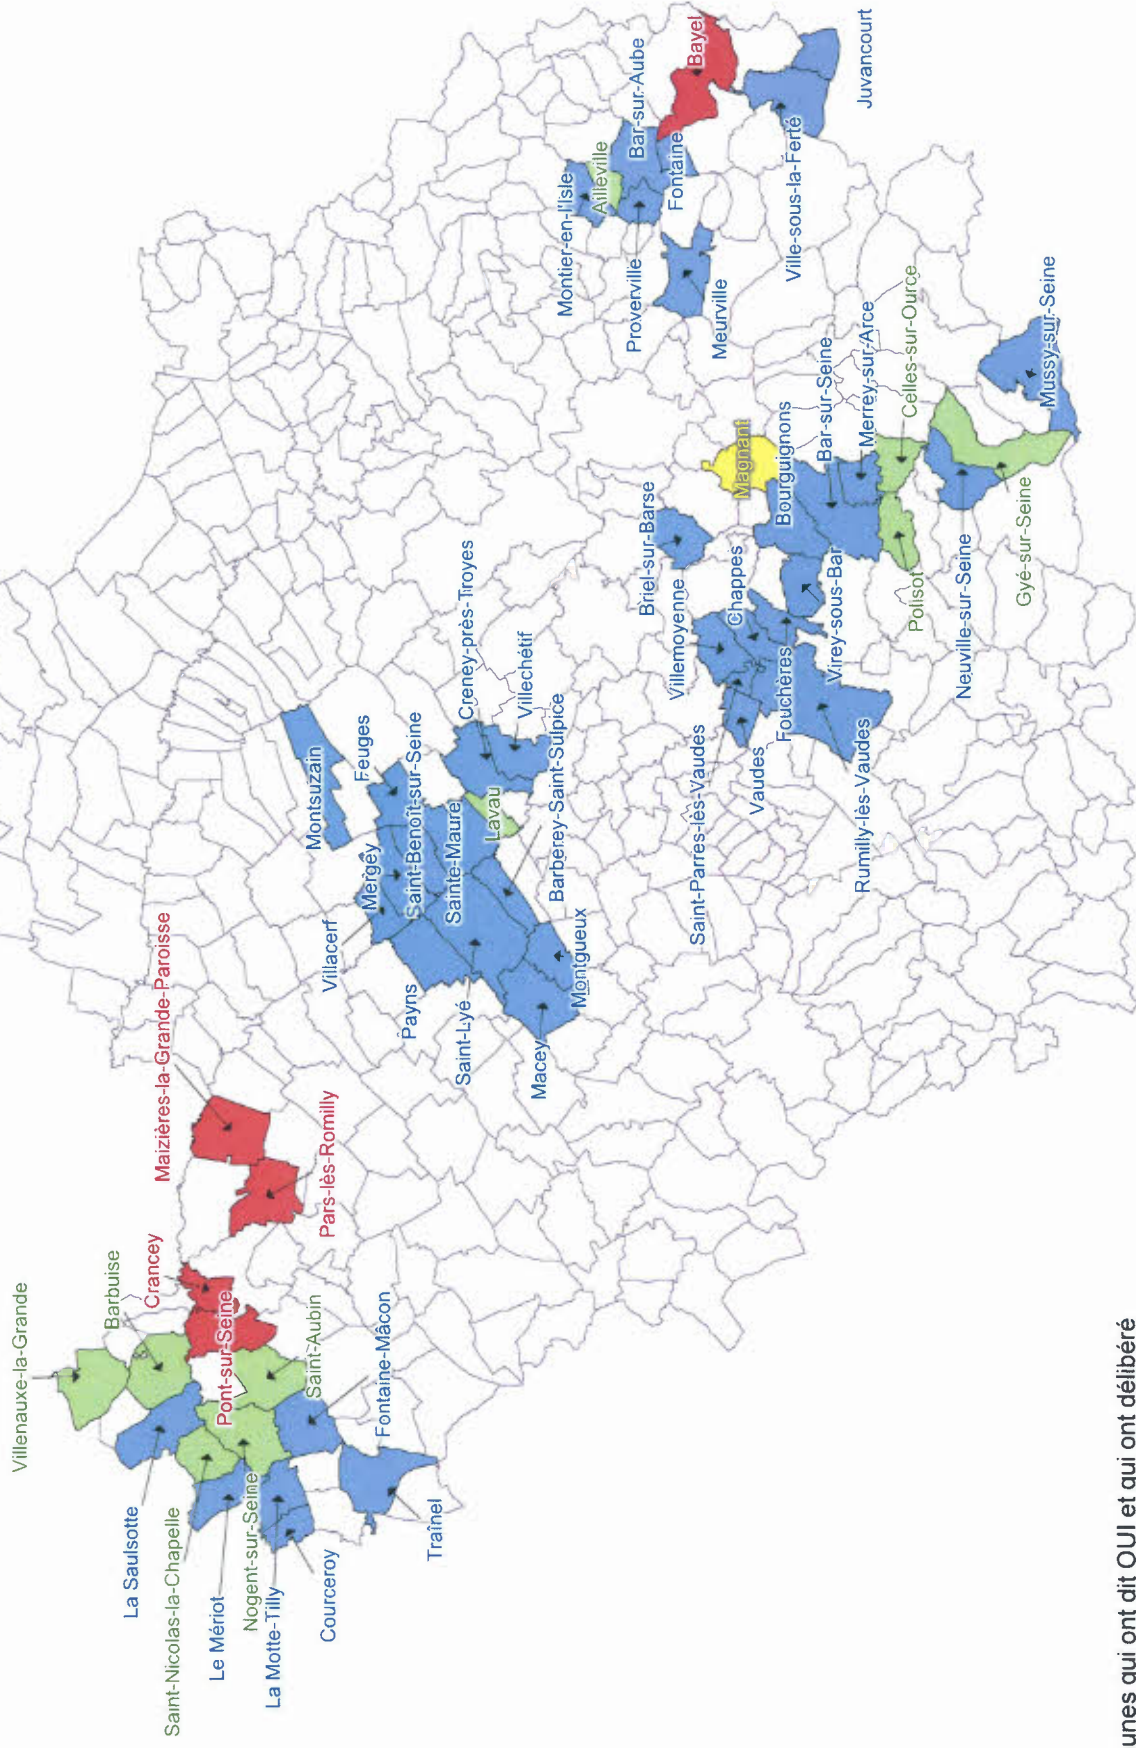 Villenauxe-la-Grande
Barbuise
Crancey
Maizières-la-Grande-Paroisse
Pars-lès-Romilly
Pont-sur-Seine
Saint-Aubin
Fontaine-Mâcon
La Saulsotte
Saint-Nicolas-la-Chapelle
Le Mériot
Nogent-sur-Seine
La Motte-Tilly
Courceroy
Traînel
Montsuzain
Feuges
Villacerf
Mergey
Saint-Benoît-sur-Seine
Payns
Sainte-Maure
Saint-Lyé
Creney-près-Troyes
Lavau
Villechétif
Macey
Barberey-Saint-Sulpice
Montgueux
Montier-en-l'Isle
Ailleville
Bar-sur-Aube
Bayel
Proverville
Fontaine
Meurville
Ville-sous-la-Ferté
Juvancourt
Briel-sur-Barse
Magnant
Villemoyenne
Chappes
Bourguignons
Bar-sur-Seine
Merrey-sur-Arce
Celles-sur-Ource
Saint-Parres-lès-Vaudes
Vaudes
Fouchères
Virey-sous-Bar
Rumilly-lès-Vaudes
Polisot
Neuville-sur-Seine
Gyé-sur-Seine
Mussy-sur-Seine
unes qui ont dit OUI et qui ont délibéré